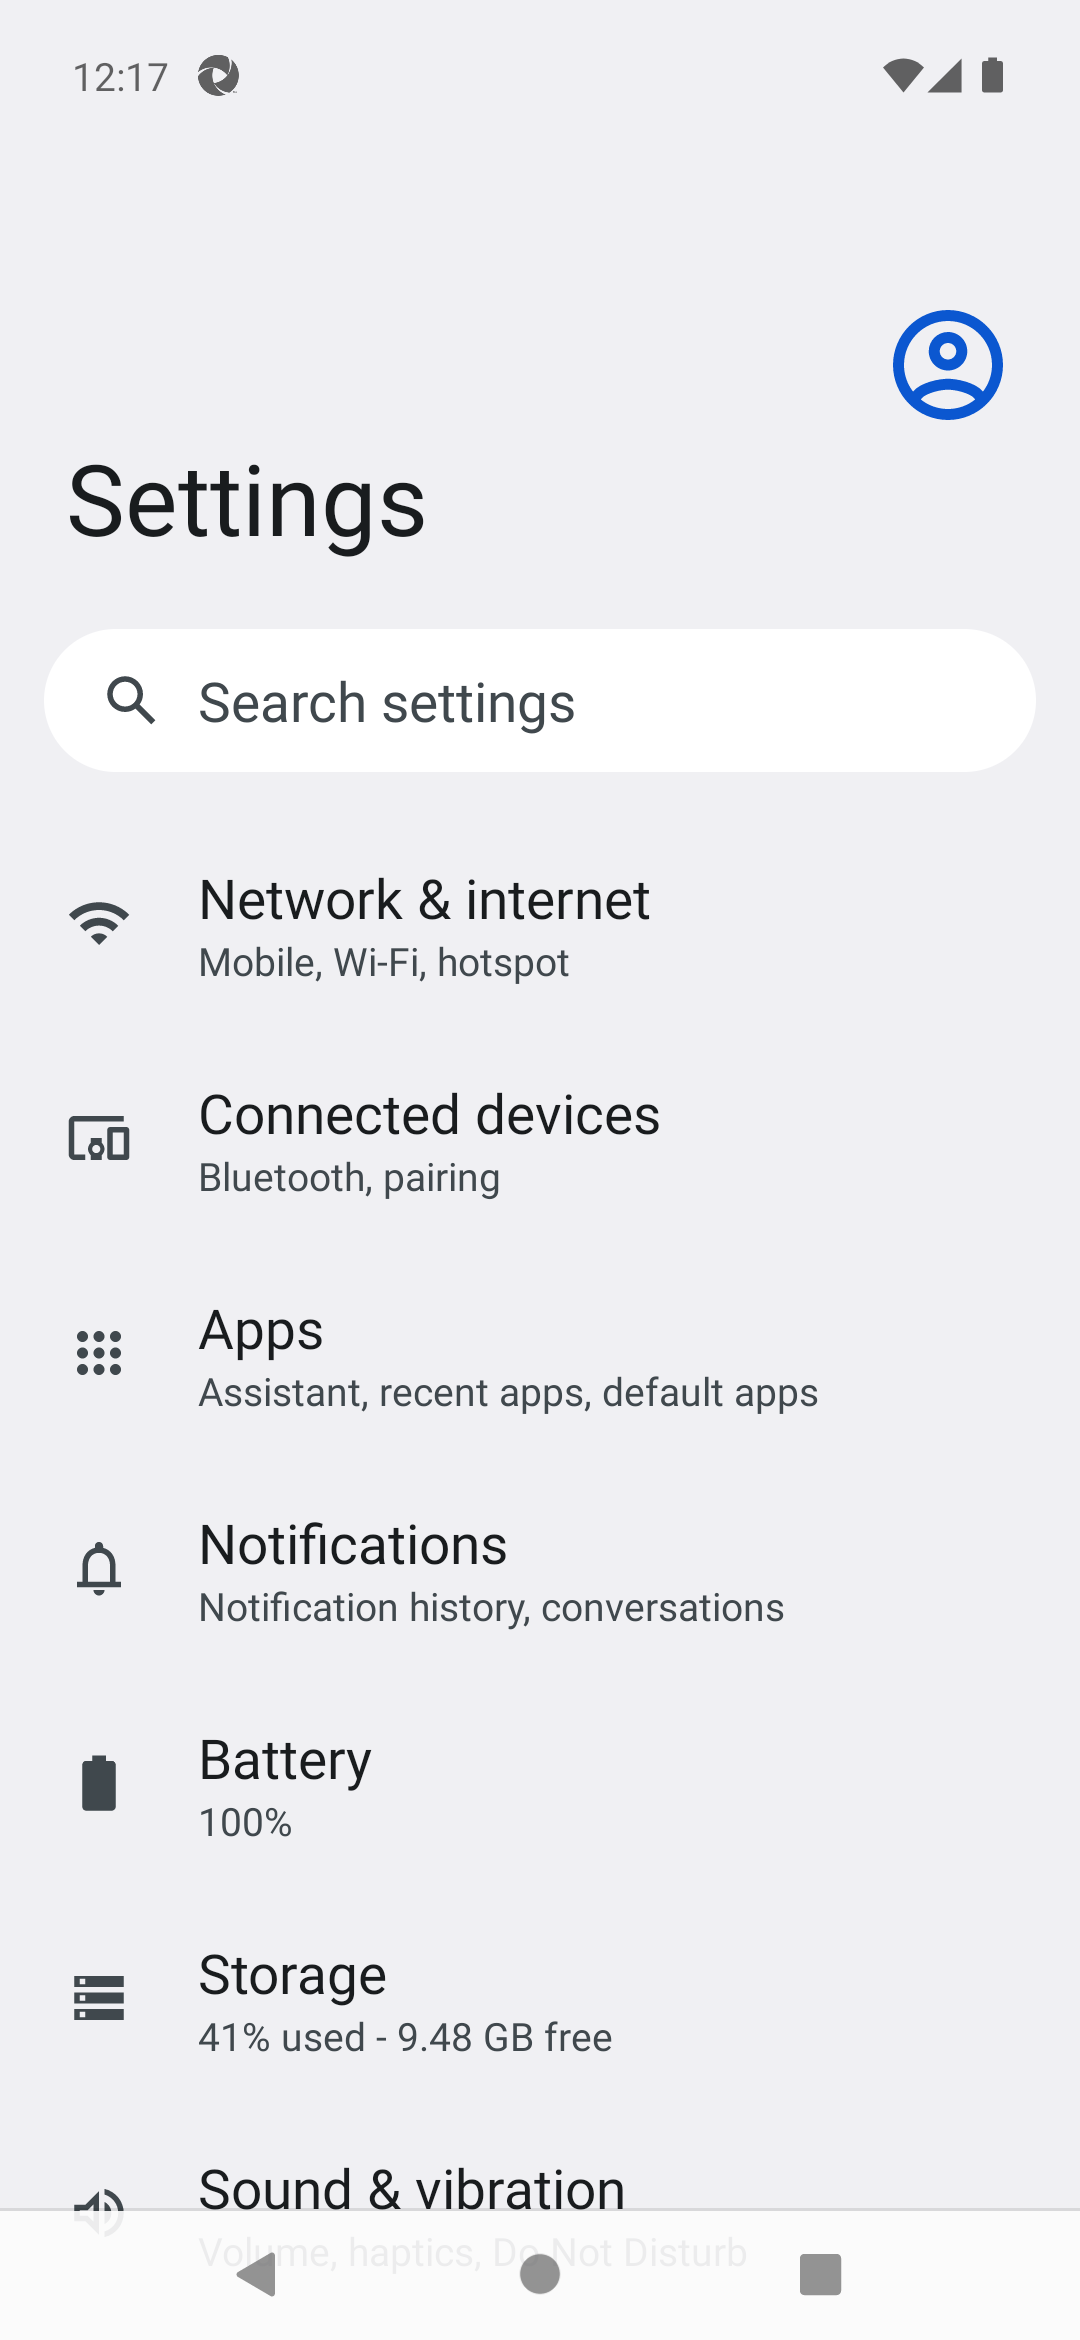 12:17
Settings
Search settings
Network & internet
Mobile, Wi-Fi, hotspot
Connected devices
Bluetooth, pairing
Apps
Assistant, recent apps, default apps
Notifications
Notification history, conversations
Battery
100%
Storage
41% used - 9.48 GB free
Sound & vibration
Volume, haptics, Do Not Disturb